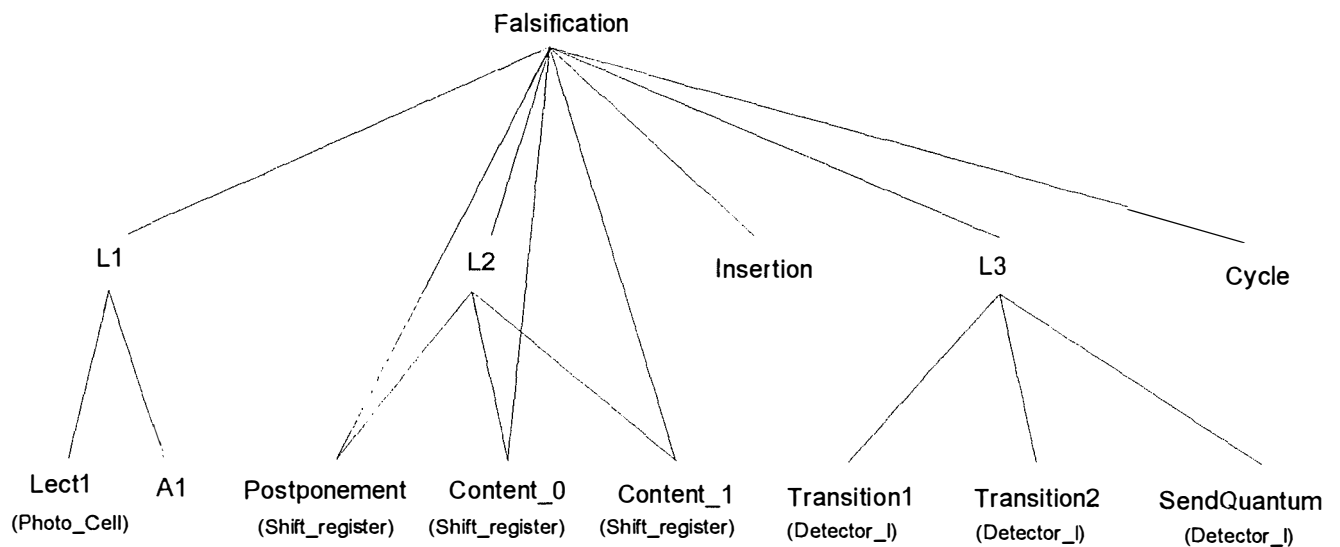 Falsification
L1
L2
Insertion
L3
Cycle
Lect1
(Photo_Cell)
A1
Postponement
(Shift_register)
Content_0
(Shift_register)
Content_1
(Shift_register)
Transition1
(Detector_I)
Transition2
(Detector_I)
SendQuantum
(Detector_I)